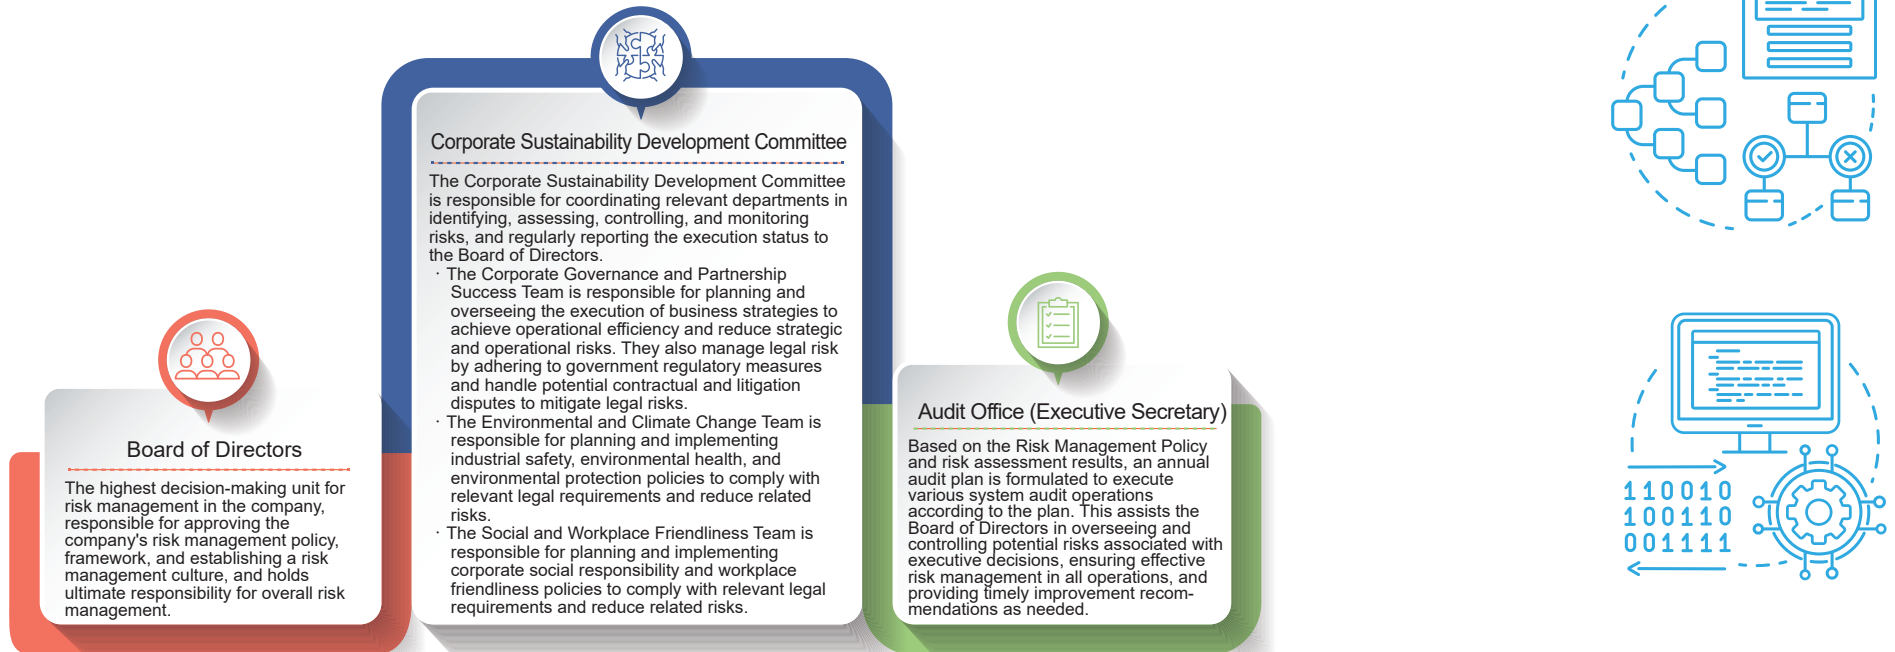 Corporate Sustainability Development Committee
The Corporate Sustainability Development Committee
is responsible for coordinating relevant departments in
identifying, assessing, controlling, and monitoring
risks, and regularly reporting the execution status to
the Board of Directors.
· The Corporate Governance and Partnership
Success Team is responsible for planning and
overseeing the execution of business strategies to
achieve operational efficiency and reduce strategic
and operational risks. They also manage legal risk
by adhering to government regulatory measures
and handle potential contractual and litigation
disputes to mitigate legal risks.
· The Environmental and Climate Change Team is
responsible for planning and implementing
industrial safety, environmental health, and
environmental protection policies to comply with
relevant legal requirements and reduce related
risks.
· The Social and Workplace Friendliness Team is
responsible for planning and implementing
corporate social responsibility and workplace
friendliness policies to comply with relevant legal
requirements and reduce related risks.
Board of Directors
The highest decision-making unit for
risk management in the company,
responsible for approving the
company's risk management policy,
framework, and establishing a risk
management culture, and holds
ultimate responsibility for overall risk
management.
Audit Office (Executive Secretary)
Based on the Risk Management Policy
and risk assessment results, an annual
audit plan is formulated to execute
various system audit operations
according to the plan. This assists the
Board of Directors in overseeing and
controlling potential risks associated with
executive decisions, ensuring effective
risk management in all operations, and
providing timely improvement recom-
mendations as needed.
110010
100110
001111